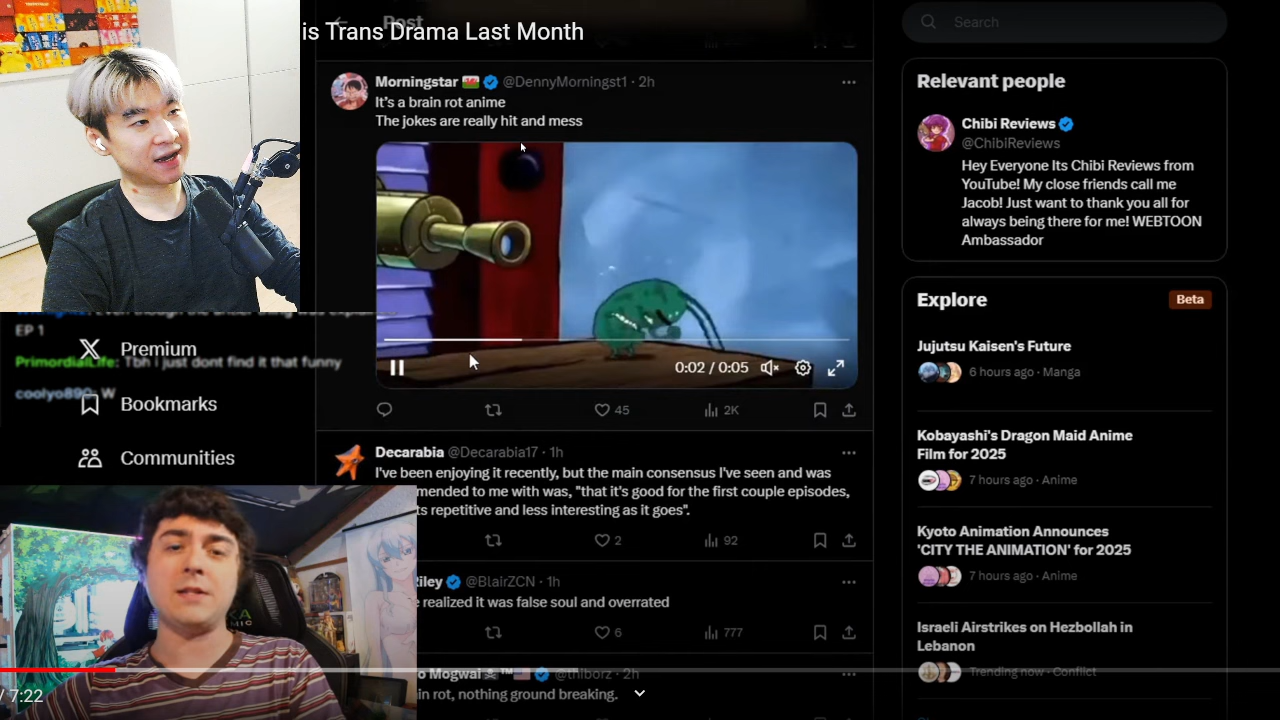 is Trans Drama Last Month
Post
Morningstar @DennyMorningst1 · 2h
It's a brain rot anime
The jokes are really hit and mess
0:02 / 0:05
45
2K
EP 1
PrimordialLife: Tbh i just dont find it that funny
coolyo890: W
Premium
Bookmarks
Communities
Decarabia @Decarabia17 · 1h
I've been enjoying it recently, but the main consensus I've seen and was
mended to me with was, "that it's good for the first couple episodes,
ts repetitive and less interesting as it goes".
2
92
iley @BlairZCN · 1h
e realized it was false soul and overrated
6
777
o Mogwai ™ @thiborz · 2h
in rot, nothing ground breaking.
/ 7:22
Search
Relevant people
Chibi Reviews
@ChibiReviews
Hey Everyone Its Chibi Reviews from
YouTube! My close friends call me
Jacob! Just want to thank you all for
always being there for me! WEBTOON
Ambassador
Explore
Beta
Jujutsu Kaisen's Future
6 hours ago · Manga
Kobayashi's Dragon Maid Anime
Film for 2025
7 hours ago · Anime
Kyoto Animation Announces
'CITY THE ANIMATION' for 2025
7 hours ago · Anime
Israeli Airstrikes on Hezbollah in
Lebanon
Trending now · Conflict